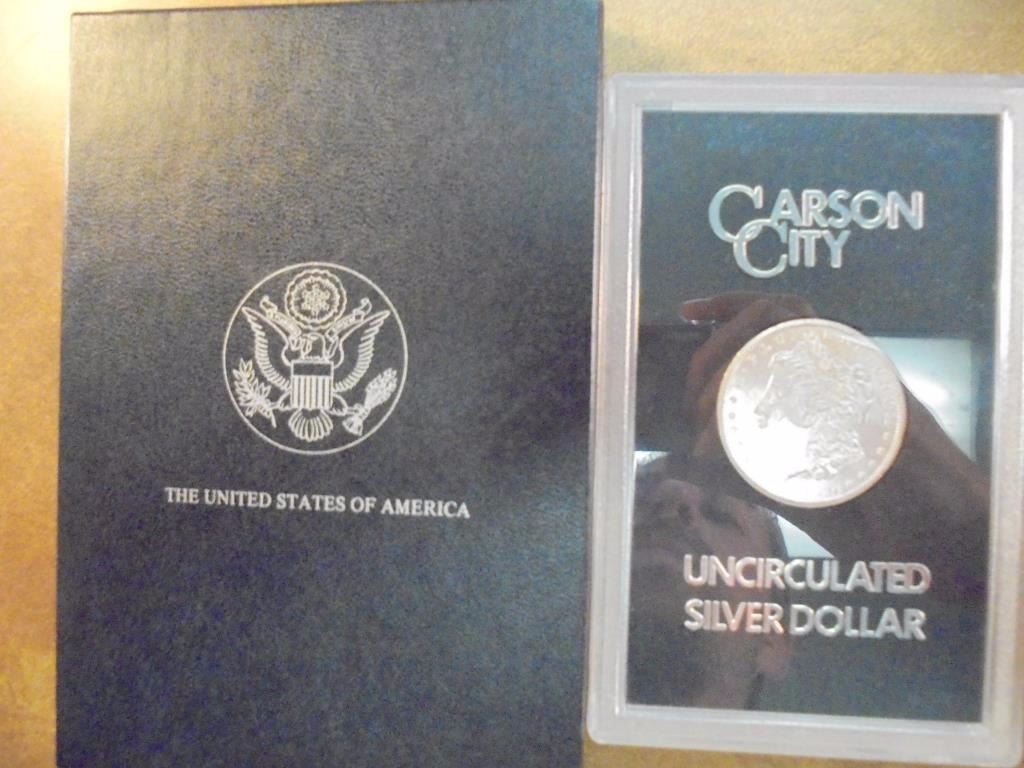 THE UNITED STATES OF AMERICA
CARSON
CITY
UNCIRCULATED
SILVER DOLLAR